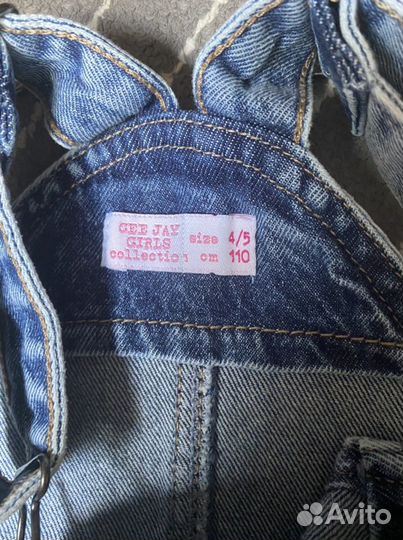 GEE JAY
GIRLS
collection
size 4/5
cm 110
Avito